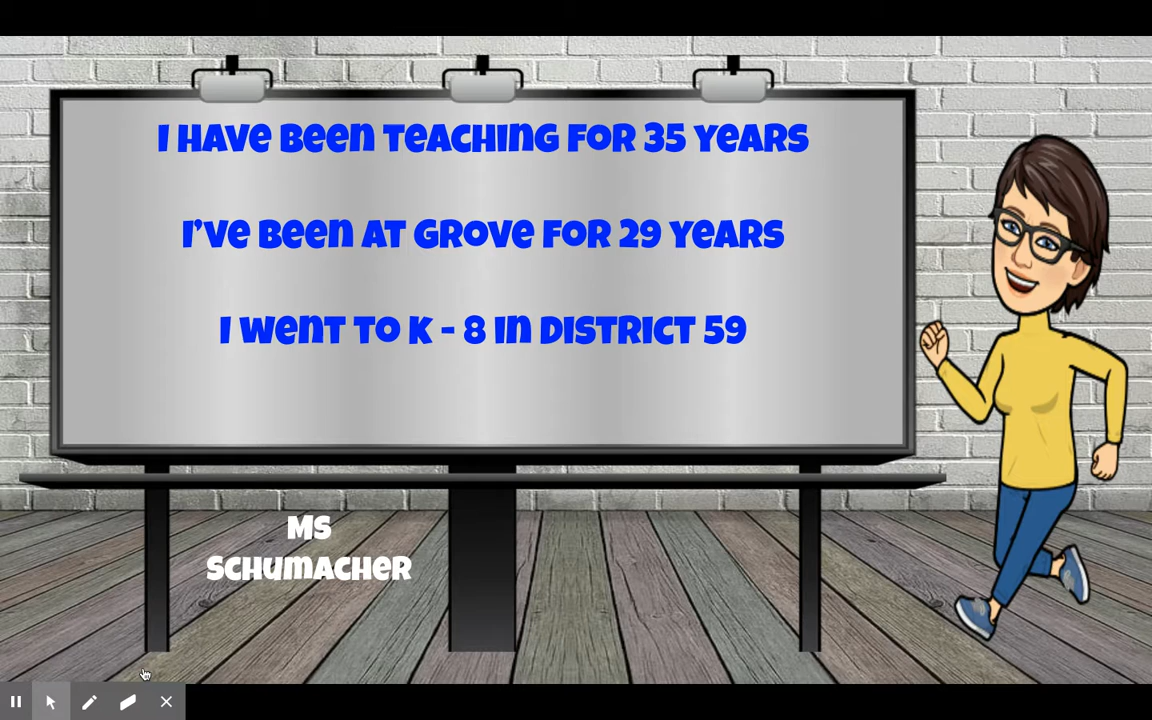 I HAVE BEEN TEACHING FOR 35 YEARS
I'VE BEEN AT GROVE FOR 29 YEARS
I WENT TO K - 8 IN DISTRICT 59
MS
SCHUMACHER